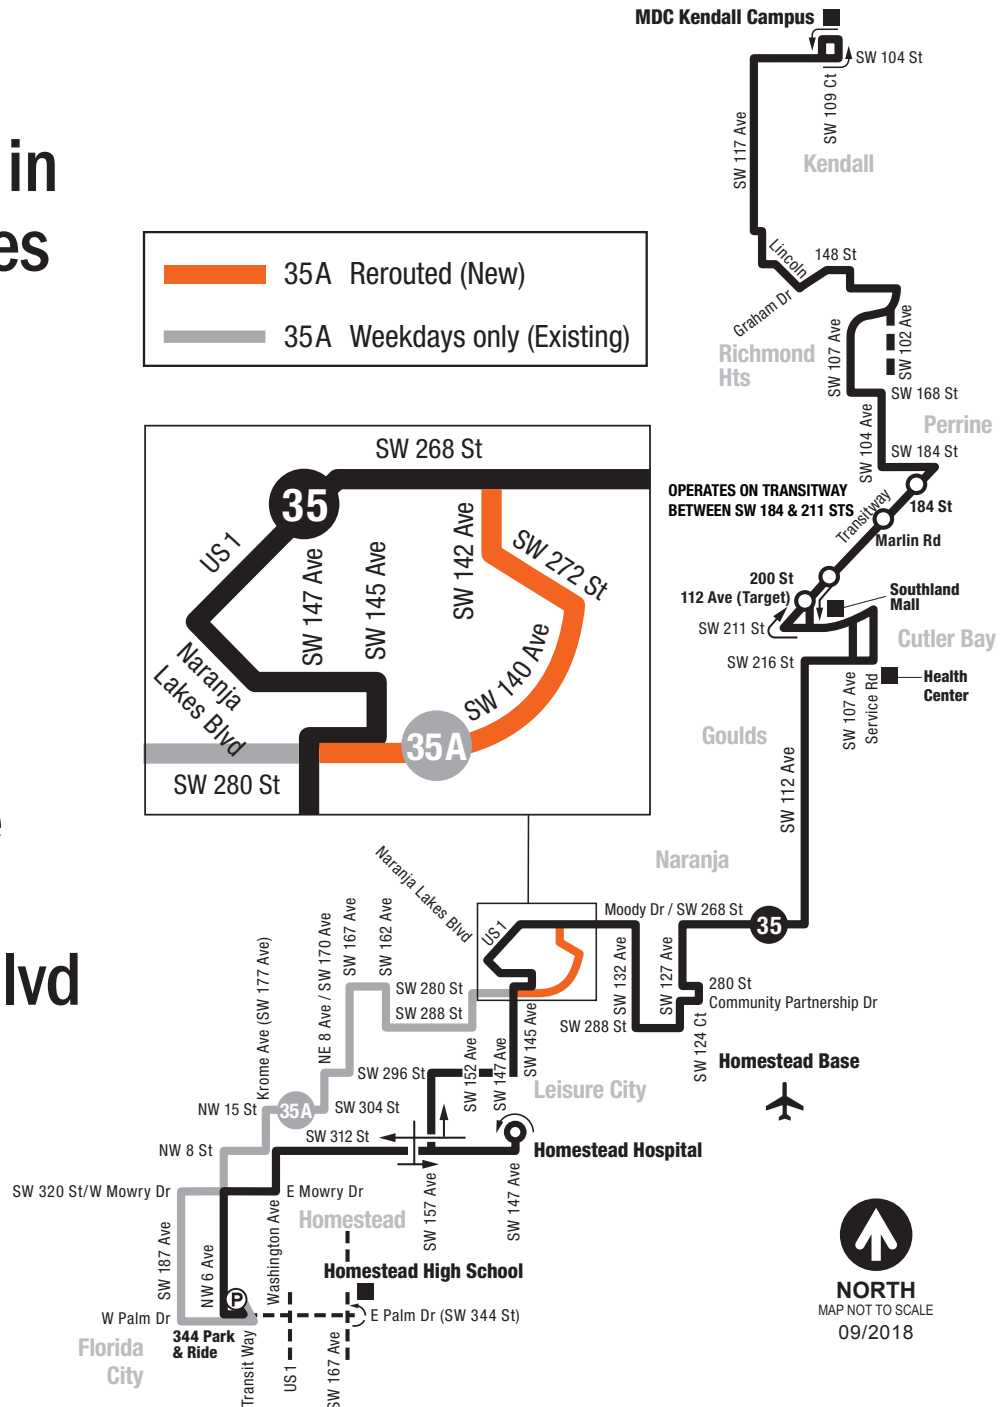 MDC Kendall Campus
SW 104 St
SW 109 Ct
SW 117 Ave
Kendall
in
es
35A Rerouted (New)
35A Weekdays only (Existing)
Lincoln
148 St
Graham Dr
SW 102 Ave
SW 107 Ave
Richmond
Hts
SW 168 St
Perrine
SW 104 Ave
SW 184 St
OPERATES ON TRANSITWAY
BETWEEN SW 184 & 211 STS
Transitway
184 St
Marlin Rd
200 St
112 Ave (Target)
Southland
Mall
SW 211 St
Cutler Bay
SW 216 St
Health
Center
SW 107 Ave
Service Rd
Goulds
SW 112 Ave
SW 268 St
35
US 1
SW 147 Ave
SW 145 Ave
SW 142 Ave
SW 272 St
SW 140 Ave
Naranja
Lakes Blvd
35A
SW 280 St
e
lvd
Naranja
Naranja Lakes Blvd
US 1
Moody Dr / SW 268 St
35
SW 132 Ave
SW 127 Ave
280 St
Community Partnership Dr
SW 288 St
SW 124 Ct
Homestead Base
Krome Ave (SW 177 Ave)
NE 8 Ave / SW 170 Ave
SW 167 Ave
SW 162 Ave
SW 280 St
SW 288 St
SW 296 St
SW 152 Ave
SW 147 Ave
SW 145 Ave
Leisure City
NW 15 St
35A
SW 304 St
SW 312 St
NW 8 St
Homestead Hospital
SW 320 St/W Mowry Dr
E Mowry Dr
SW 157 Ave
SW 147 Ave
Homestead
SW 187 Ave
NW 6 Ave
Washington Ave
Homestead High School
P
W Palm Dr
E Palm Dr (SW 344 St)
344 Park
& Ride
Florida
City
Transit Way
US 1
SW 167 Ave
NORTH
MAP NOT TO SCALE
09/2018